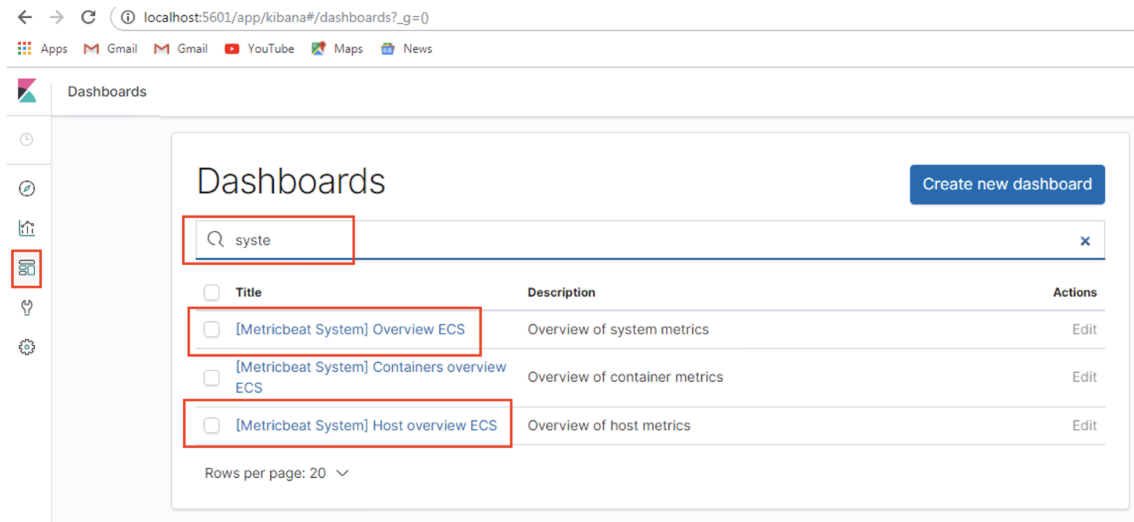 localhost:5601/app/kibana#/dashboards?_g=()
Apps Gmail Gmail YouTube Maps News
Dashboards
Dashboards
Create new dashboard
syste
Title Description Actions
[Metricbeat System] Overview ECS Overview of system metrics Edit
[Metricbeat System] Containers overview
ECS Overview of container metrics Edit
[Metricbeat System] Host overview ECS Overview of host metrics Edit
Rows per page: 20